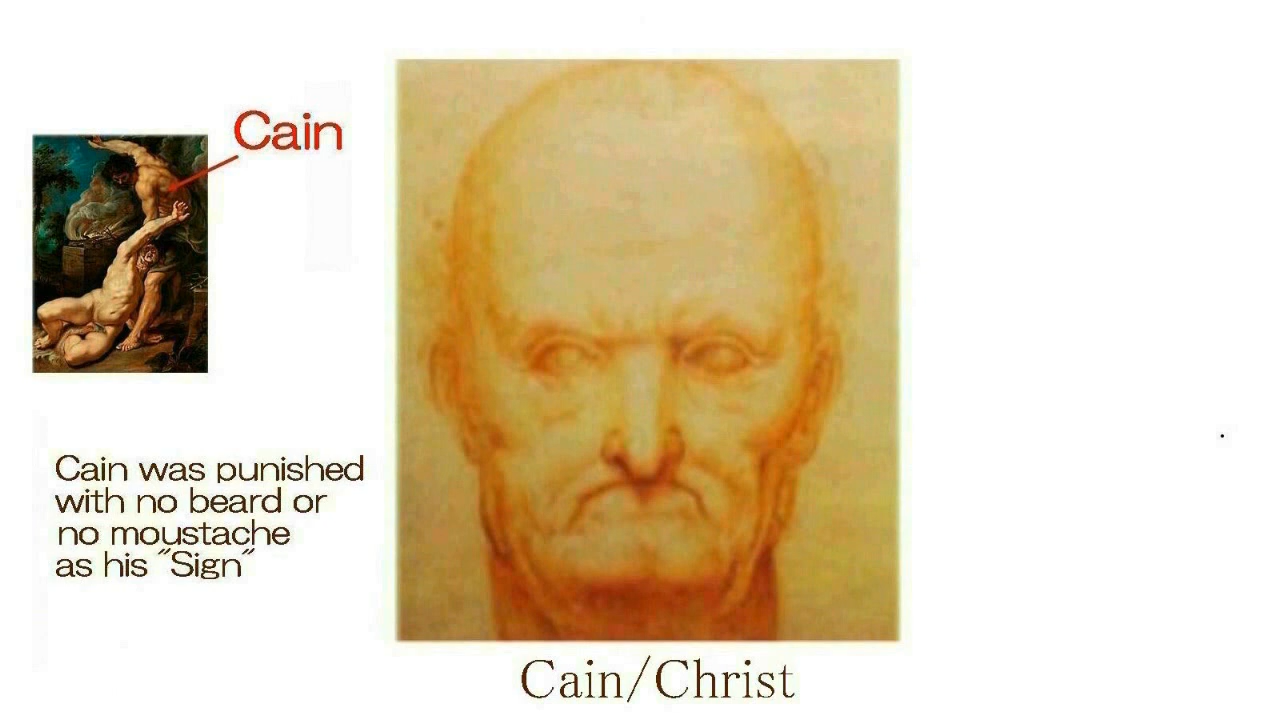 Cain
Cain was punished
with no beard or
no moustache
as his "Sign"
Cain/Christ